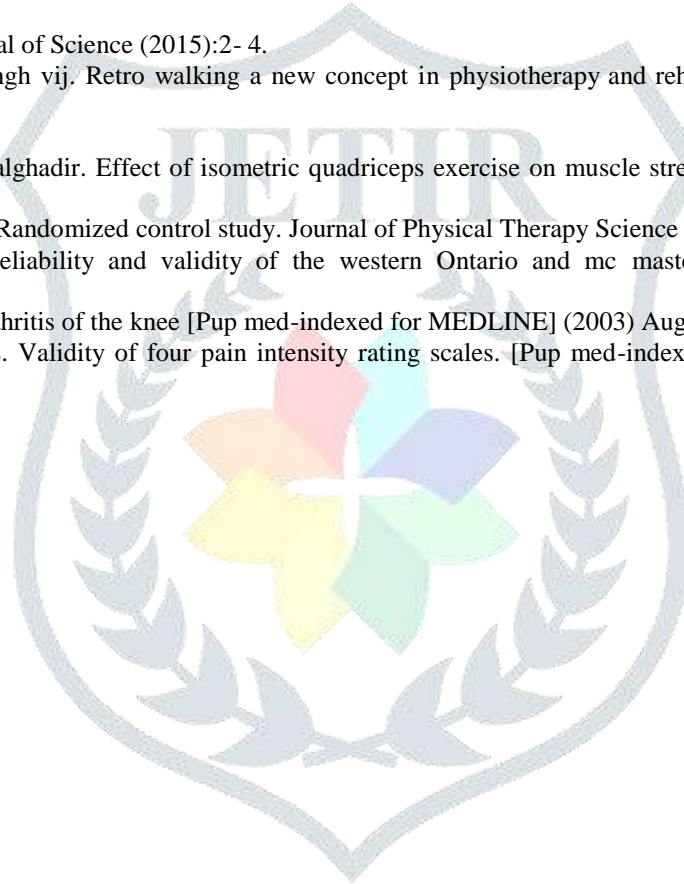 al of Science (2015):2- 4.
ngh vij. Retro walking a new concept in physiotherapy and reh
JETIR
alghadir. Effect of isometric quadriceps exercise on muscle stre
Randomized control study. Journal of Physical Therapy Science
eliability and validity of the western Ontario and mc mast
thritis of the knee [Pup med-indexed for MEDLINE] (2003) Aug
. Validity of four pain intensity rating scales. [Pup med-index